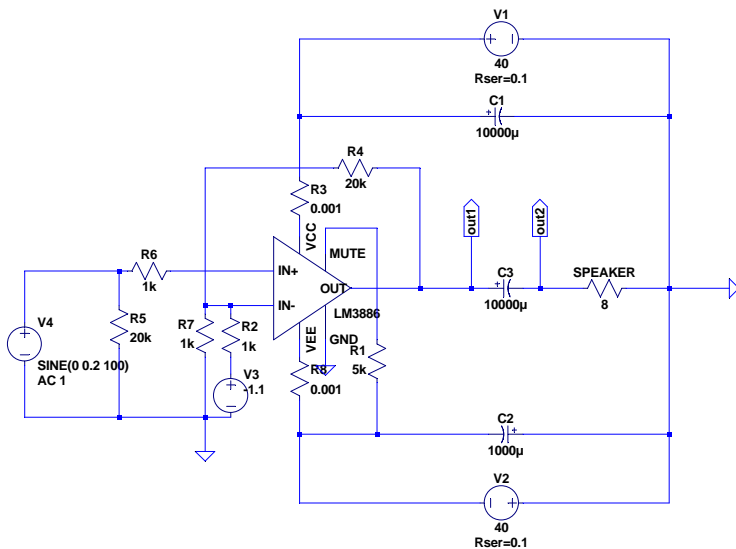 V1
40
Rser=0.1
C1
+
10000µ
R4
20k
R3
0.001
VCC
MUTE
out1
out2
R6
1k
IN+
OUT
C3
+
10000µ
SPEAKER
8
IN-
LM3886
V4
R5
20k
R7
1k
R2
1k
VEE
GND
R1
5k
SINE(0 0.2 100)
AC 1
V3
-1.1
R8
0.001
C2
+
1000µ
V2
40
Rser=0.1